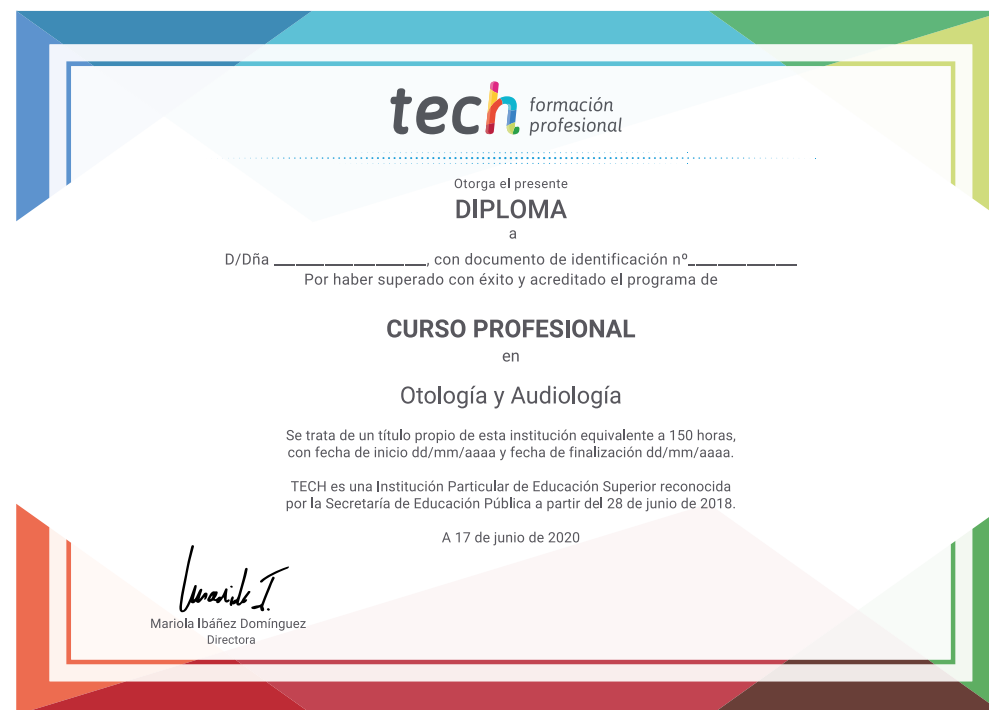 tech formación
profesional
Otorga el presente
DIPLOMA
a
D/Dña ____________________, con documento de identificación nº______________
Por haber superado con éxito y acreditado el programa de
CURSO PROFESIONAL
en
Otología y Audiología
Se trata de un título propio de esta institución equivalente a 150 horas,
con fecha de inicio dd/mm/aaaa y fecha de finalización dd/mm/aaaa.
TECH es una Institución Particular de Educación Superior reconocida
por la Secretaría de Educación Pública a partir del 28 de junio de 2018.
A 17 de junio de 2020
Mariola Ibáñez Domínguez
Directora